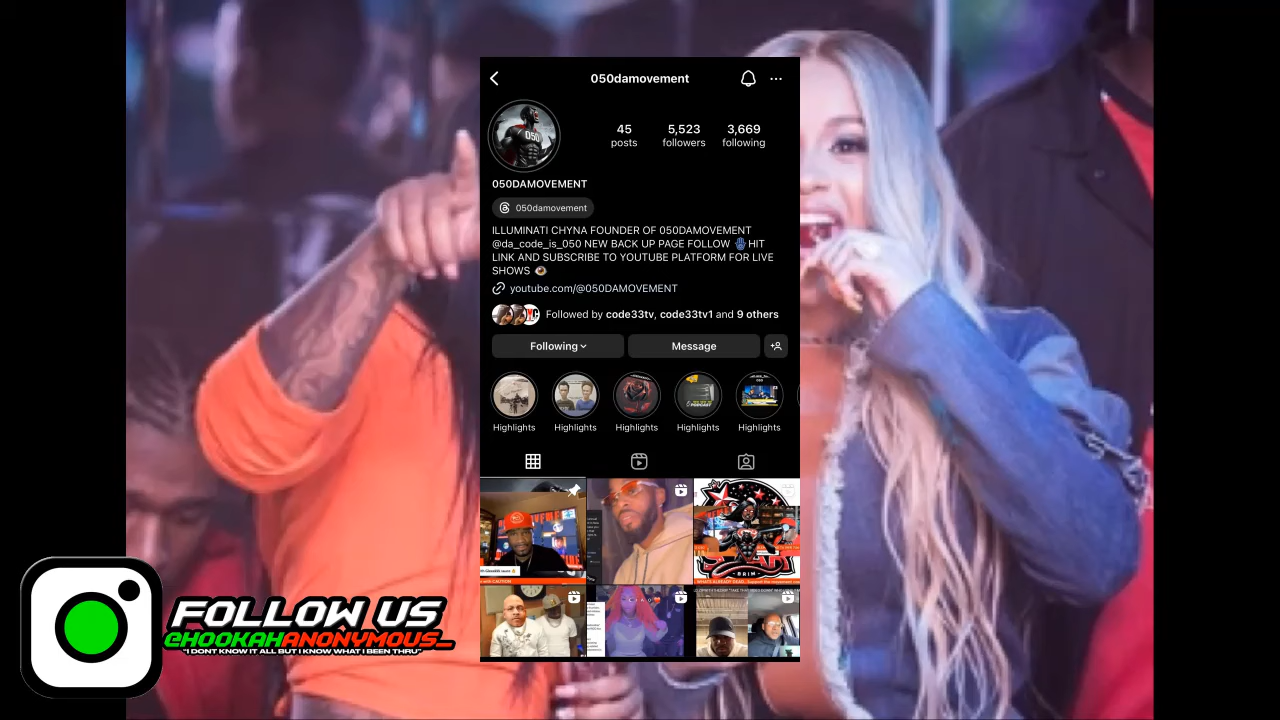 050damovement
45
posts
5,523
followers
3,669
following
050DAMOVEMENT
050damovement
ILLUMINATI CHYNA FOUNDER OF 050DAMOVEMENT
@da_code_is_050 NEW BACK UP PAGE FOLLOW HIT
LINK AND SUBSCRIBE TO YOUTUBE PLATFORM FOR LIVE
SHOWS
youtube.com/@050DAMOVEMENT
Followed by code33tv, code33tv1 and 9 others
Following
Message
Highlights
Highlights
Highlights
Highlights
Highlights
FOLLOW US
@HOOKAHANONYMOUS_
"I DONT KNOW IT ALL BUT I KNOW WHAT I BEEN THRU"